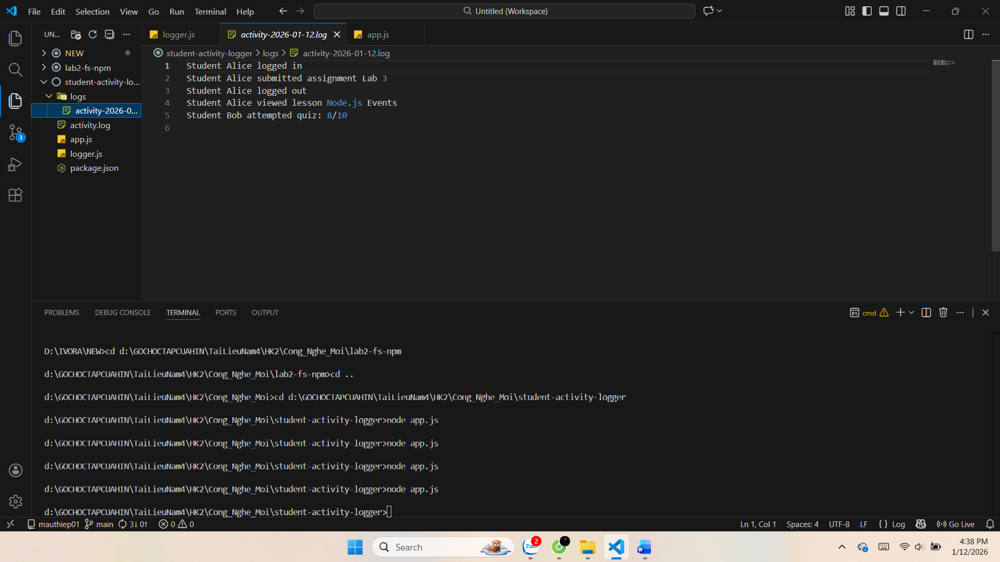 File Edit Selection View Go Run Terminal Help
Untitled (Workspace)
UN...
logger.js
activity-2026-01-12.log
app.js
student-activity-logger > logs > activity-2026-01-12.log
NEW
lab2-fs-npm
student-activity-lo...
logs
activity-2026-0...
activity.log
app.js
logger.js
package.json
3
1 Student Alice logged in
2 Student Alice submitted assignment Lab 3
3 Student Alice logged out
4 Student Alice viewed lesson Node.js Events
5 Student Bob attempted quiz: 8/10
6
PROBLEMS DEBUG CONSOLE TERMINAL PORTS OUTPUT
cmd
D:\IVORA\NEW>cd d:\GOCHOCTAPCUAHIN\TaiLieuNam4\HK2\Cong_Nghe_Moi\lab2-fs-npm
d:\GOCHOCTAPCUAHIN\TaiLieuNam4\HK2\Cong_Nghe_Moi\lab2-fs-npm>cd ..
d:\GOCHOCTAPCUAHIN\TaiLieuNam4\HK2\Cong_Nghe_Moi>cd d:\GOCHOCTAPCUAHIN\TaiLieuNam4\HK2\Cong_Nghe_Moi\student-activity-logger
d:\GOCHOCTAPCUAHIN\TaiLieuNam4\HK2\Cong_Nghe_Moi\student-activity-logger>node app.js
d:\GOCHOCTAPCUAHIN\TaiLieuNam4\HK2\Cong_Nghe_Moi\student-activity-logger>node app.js
d:\GOCHOCTAPCUAHIN\TaiLieuNam4\HK2\Cong_Nghe_Moi\student-activity-logger>node app.js
d:\GOCHOCTAPCUAHIN\TaiLieuNam4\HK2\Cong_Nghe_Moi\student-activity-logger>node app.js
d:\GOCHOCTAPCUAHIN\TaiLieuNam4\HK2\Cong_Nghe_Moi\student-activity-logger>
mauthiep01 main 3↓ 0↑ 0 0
Ln 1, Col 1 Spaces: 4 UTF-8 LF {} Log Go Live
Search
Zalo
2
W
4:38 PM
1/12/2026